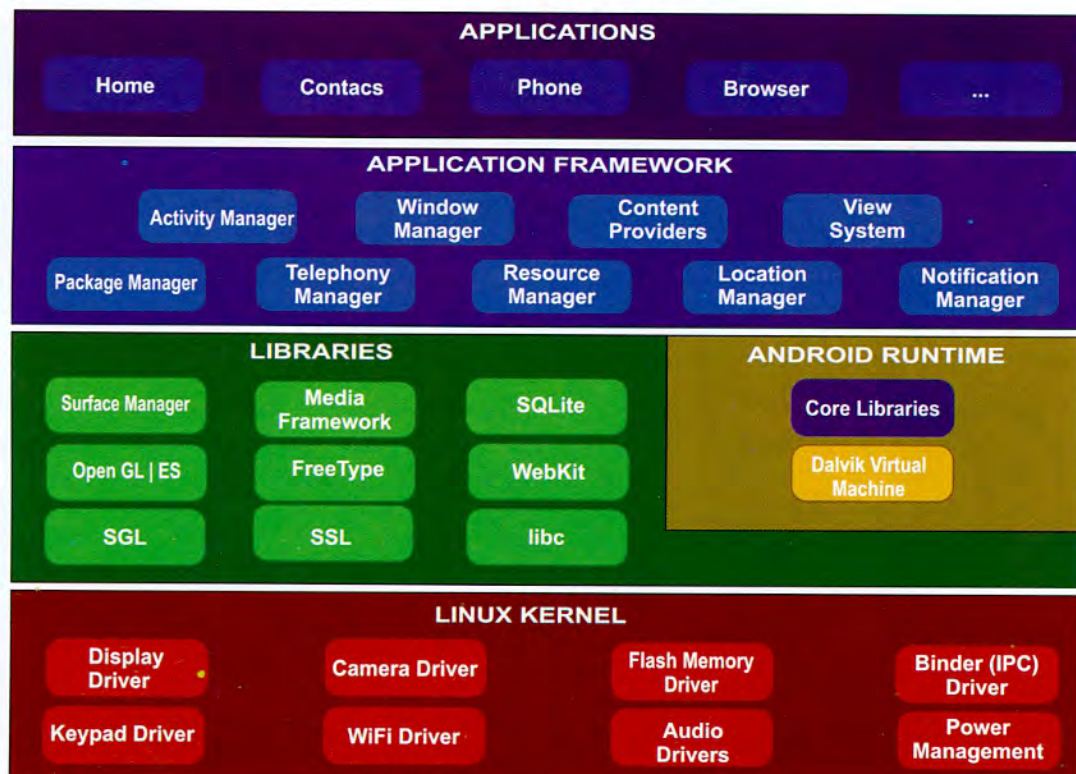 APPLICATIONS
Home
Contacs
Phone
Browser
...
APPLICATION FRAMEWORK
Activity Manager
Window
Manager
Content
Providers
View
System
Package Manager
Telephony
Manager
Resource
Manager
Location
Manager
Notification
Manager
LIBRARIES
Surface Manager
Media
Framework
SQLite
Open GL | ES
FreeType
WebKit
SGL
SSL
libc
ANDROID RUNTIME
Core Libraries
Dalvik Virtual
Machine
LINUX KERNEL
Display
Driver
Camera Driver
Flash Memory
Driver
Binder (IPC)
Driver
Keypad Driver
WiFi Driver
Audio
Drivers
Power
Management